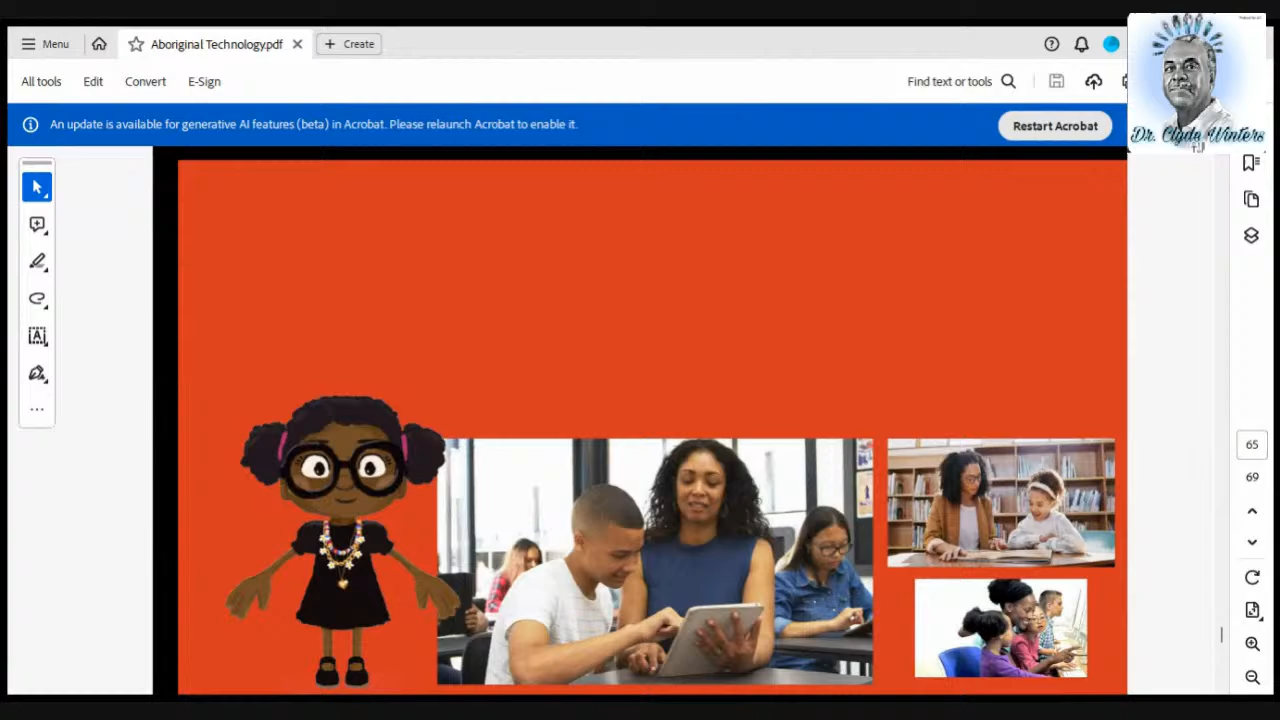 Menu
Aboriginal Technology.pdf
Create
All tools
Edit
Convert
E-Sign
Find text or tools
An update is available for generative AI features (beta) in Acrobat. Please relaunch Acrobat to enable it.
Restart Acrobat
Dr. Clyde Winters
65
69